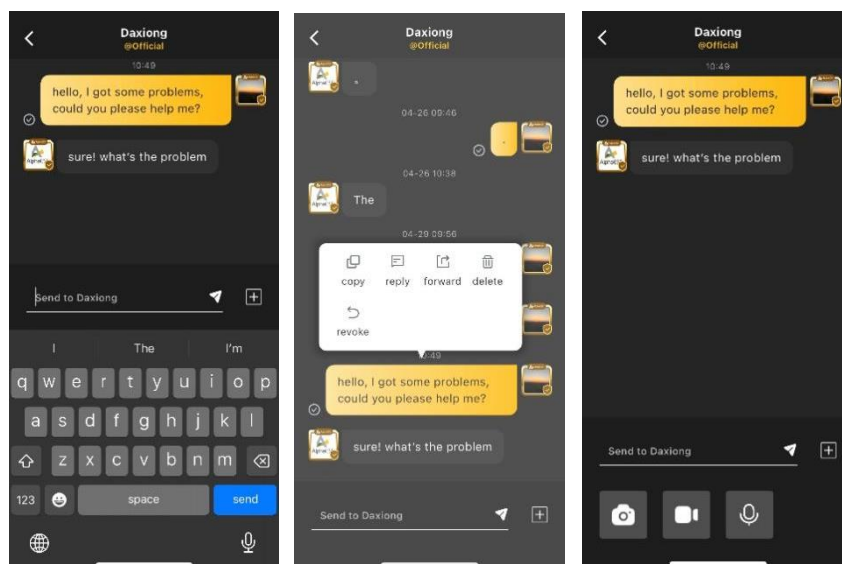 Daxiong
@Official
10:49
hello, I got some problems,
could you please help me?
sure! what's the problem
Send to Daxiong
I The I'm
q w e r t y u i o p
a s d f g h j k l
z x c v b n m
123 space send
Daxiong
@Official
.
04-26 09:46
.
04-26 10:38
The
04-29 09:56
copy reply forward delete
revoke
10:49
hello, I got some problems,
could you please help me?
sure! what's the problem
Send to Daxiong
Daxiong
@Official
10:49
hello, I got some problems,
could you please help me?
sure! what's the problem
Send to Daxiong